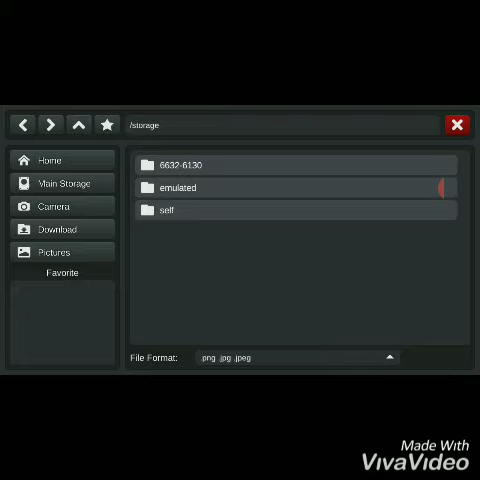 /storage
Home
Main Storage
Camera
Download
Pictures
Favorite
6632-6130
emulated
self
File Format:
.png .jpg .jpeg
Made With
VivaVideo